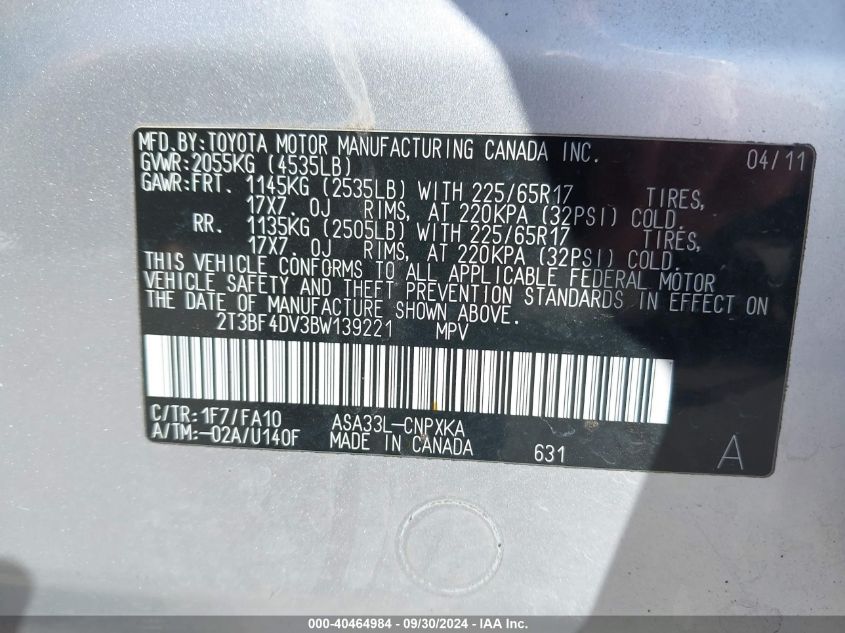 MFD.BY:TOYOTA MOTOR MANUFACTURING CANADA INC. 04/11
GVWR:2055KG (4535LB)
GAWR:FRT. 1145KG (2535LB) WITH 225/65R17 TIRES,
17X7 0J RIMS, AT 220KPA (32PSI) COLD.
RR. 1135KG (2505LB) WITH 225/65R17 TIRES,
17X7 0J RIMS, AT 220KPA (32PSI) COLD.
THIS VEHICLE CONFORMS TO ALL APPLICABLE FEDERAL MOTOR
VEHICLE SAFETY AND THEFT PREVENTION STANDARDS IN EFFECT ON
THE DATE OF MANUFACTURE SHOWN ABOVE.
2T3BF4DV3BW139221 MPV
C/TR:1F7/FA10 ASA33L-CNPXKA
A/TM:-02A/U140F MADE IN CANADA 631 A
000-40464984 - 09/30/2024 - IAA Inc.